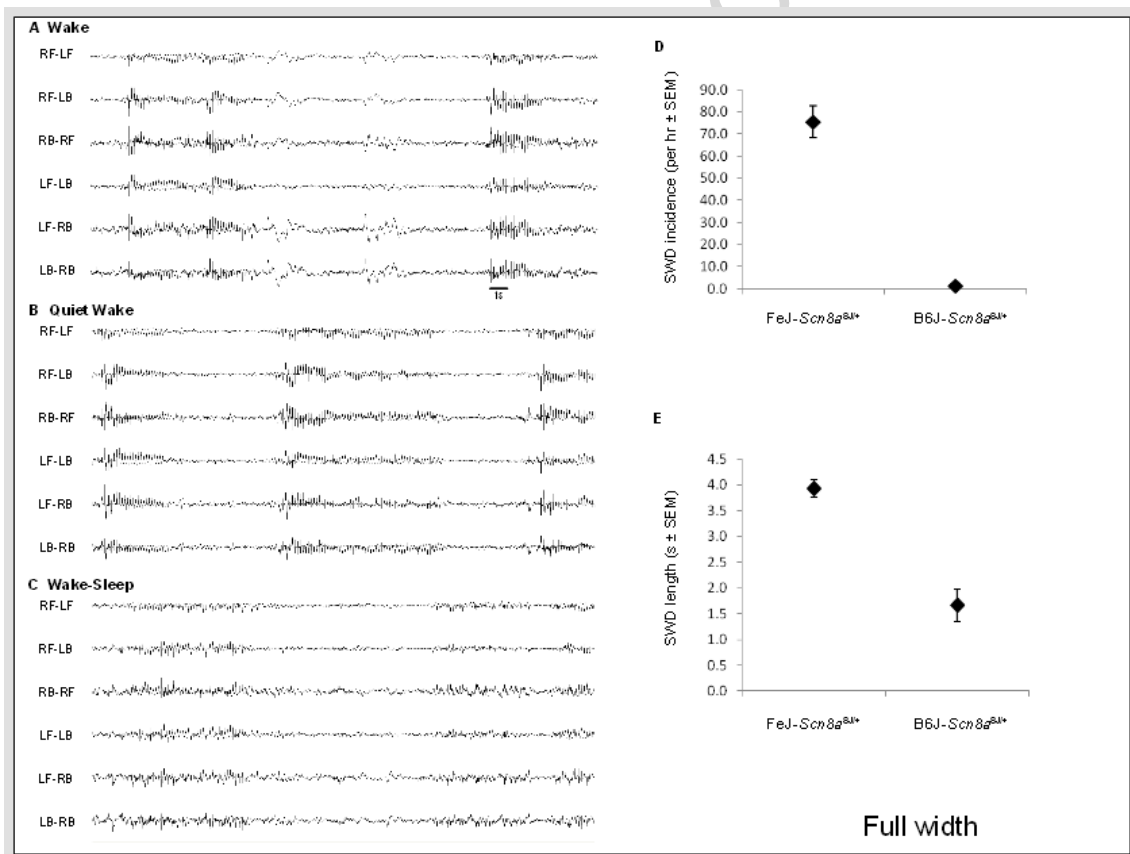 A Wake
RF-LF
RF-LB
RB-RF
LF-LB
LF-RB
LB-RB
1s
B Quiet Wake
RF-LF
RF-LB
RB-RF
LF-LB
LF-RB
LB-RB
C Wake-Sleep
RF-LF
RF-LB
RB-RF
LF-LB
LF-RB
LB-RB
D
SWD incidence (per hr ± SEM)
90.0
80.0
70.0
60.0
50.0
40.0
30.0
20.0
10.0
0.0
FeJ-Scn8a8J/+ B6J-Scn8a8J/+
E
SWD length (s ± SEM)
4.5
4.0
3.5
3.0
2.5
2.0
1.5
1.0
0.5
0.0
FeJ-Scn8a8J/+ B6J-Scn8a8J/+
Full width